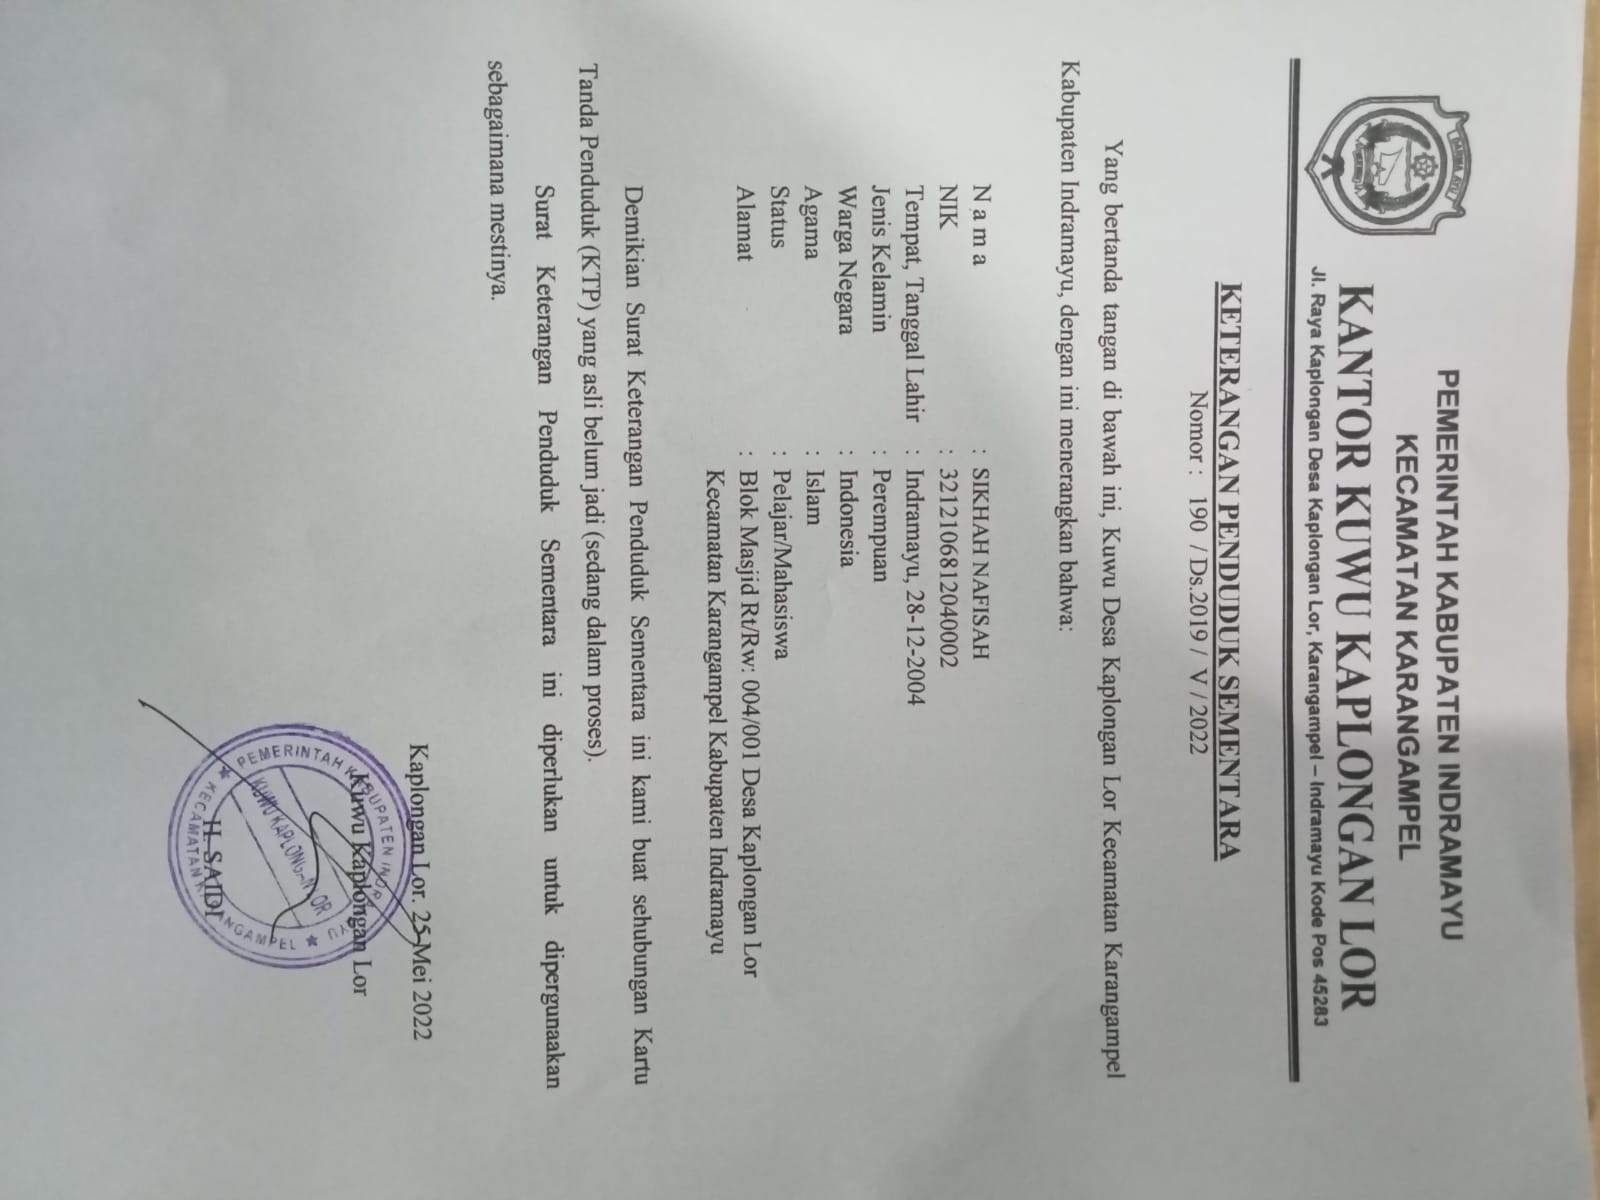 PEMERINTAH KABUPATEN INDRAMAYU
KECAMATAN KARANGAMPEL
KANTOR KUWU KAPLONGAN LOR
Jl. Raya Kaplongan Desa Kaplongan Lor, Karangampel – Indramayu Kode Pos 45283
KETERANGAN PENDUDUK SEMENTARA
Nomor : 190 / Ds.2019 / V / 2022
Yang bertanda tangan di bawah ini, Kuwu Desa Kaplongan Lor Kecamatan Karangampel
Kabupaten Indramayu, dengan ini menerangkan bahwa:
N a m a : SIKHAH NAFISAH
NIK : 3212106812040002
Tempat, Tanggal Lahir : Indramayu, 28-12-2004
Jenis Kelamin : Perempuan
Warga Negara : Indonesia
Agama : Islam
Status : Pelajar/Mahasiswa
Alamat : Blok Masjid Rt/Rw: 004/001 Desa Kaplongan Lor
Kecamatan Karangampel Kabupaten Indramayu
Demikian Surat Keterangan Penduduk Sementara ini kami buat sehubungan Kartu
Tanda Penduduk (KTP) yang asli belum jadi (sedang dalam proses).
Surat Keterangan Penduduk Sementara ini diperlukan untuk dipergunaakan
sebagaimana mestinya.
Kaplongan Lor. 25 Mei 2022
Kuwu Kaplongan Lor
PEMERINTAH KABUPATEN
KUWU KAPLONGAN LOR
KECAMATAN KARANGAMPEL
H. SAIDI